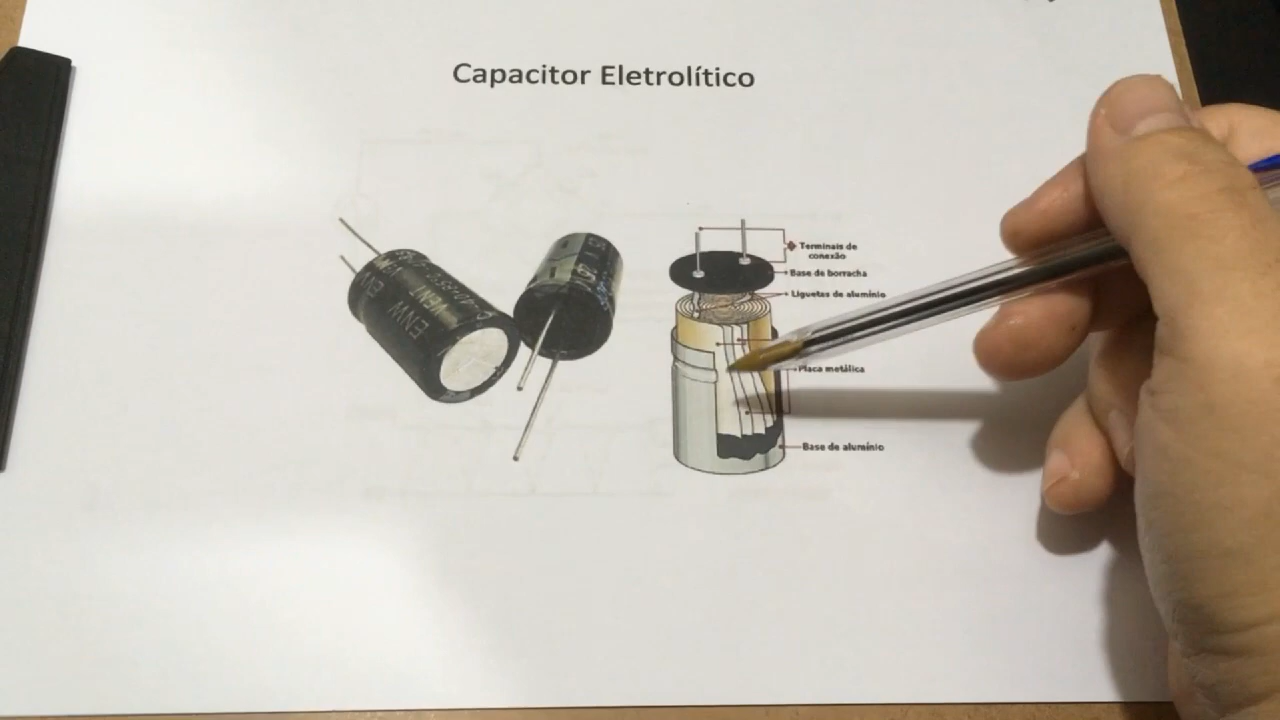 Capacitor Eletrolítico
Terminais de
conexão
Base de borracha
Liguetas de alumínio
Placa metálica
Base de alumínio